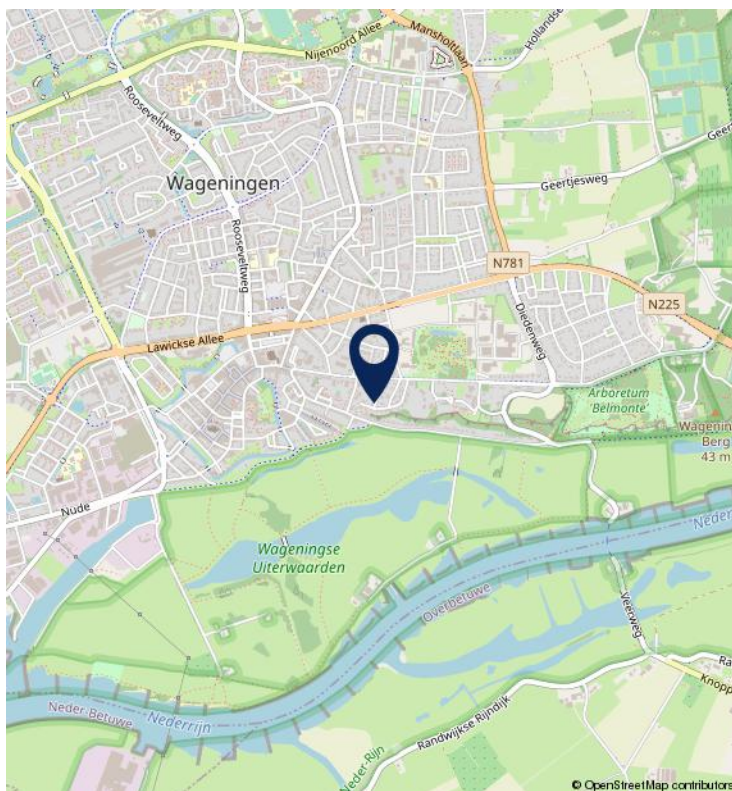 Nijenoord Allee
Mansholtlaan
Hollandse
Rooseveltweg
Wageningen
Geertjesweg
Geert
Rooseveltweg
N781
N225
Diedenweg
Lawickse Allee
Arboretum
'Belmonte'
Wagenin
Berg
43 m
Nude
Wageningse
Uiterwaarden
Neder
Overbetuwe
Veerweg
Ra
Knopp
Neder Betuwe
Nederrijn
Randwijkse Rijndijk
Neder-Rijn
© OpenStreetMap contributors